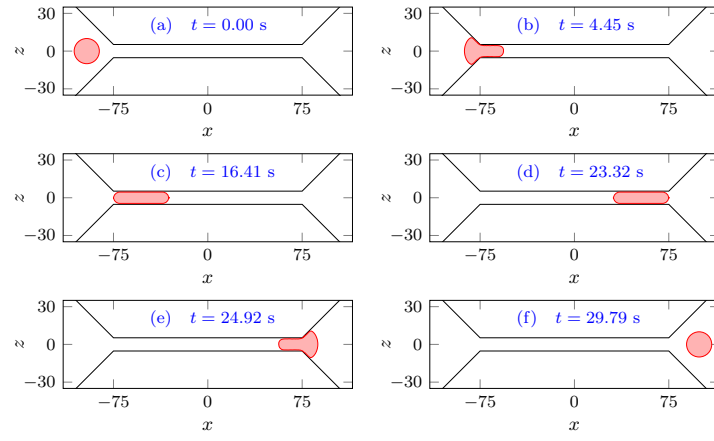 (a) t = 0.00 s
30
0
−30
z
−75 0 75
x
(b) t = 4.45 s
30
0
−30
z
−75 0 75
x
(c) t = 16.41 s
30
0
−30
z
−75 0 75
x
(d) t = 23.32 s
30
0
−30
z
−75 0 75
x
(e) t = 24.92 s
30
0
−30
z
−75 0 75
x
(f) t = 29.79 s
30
0
−30
z
−75 0 75
x